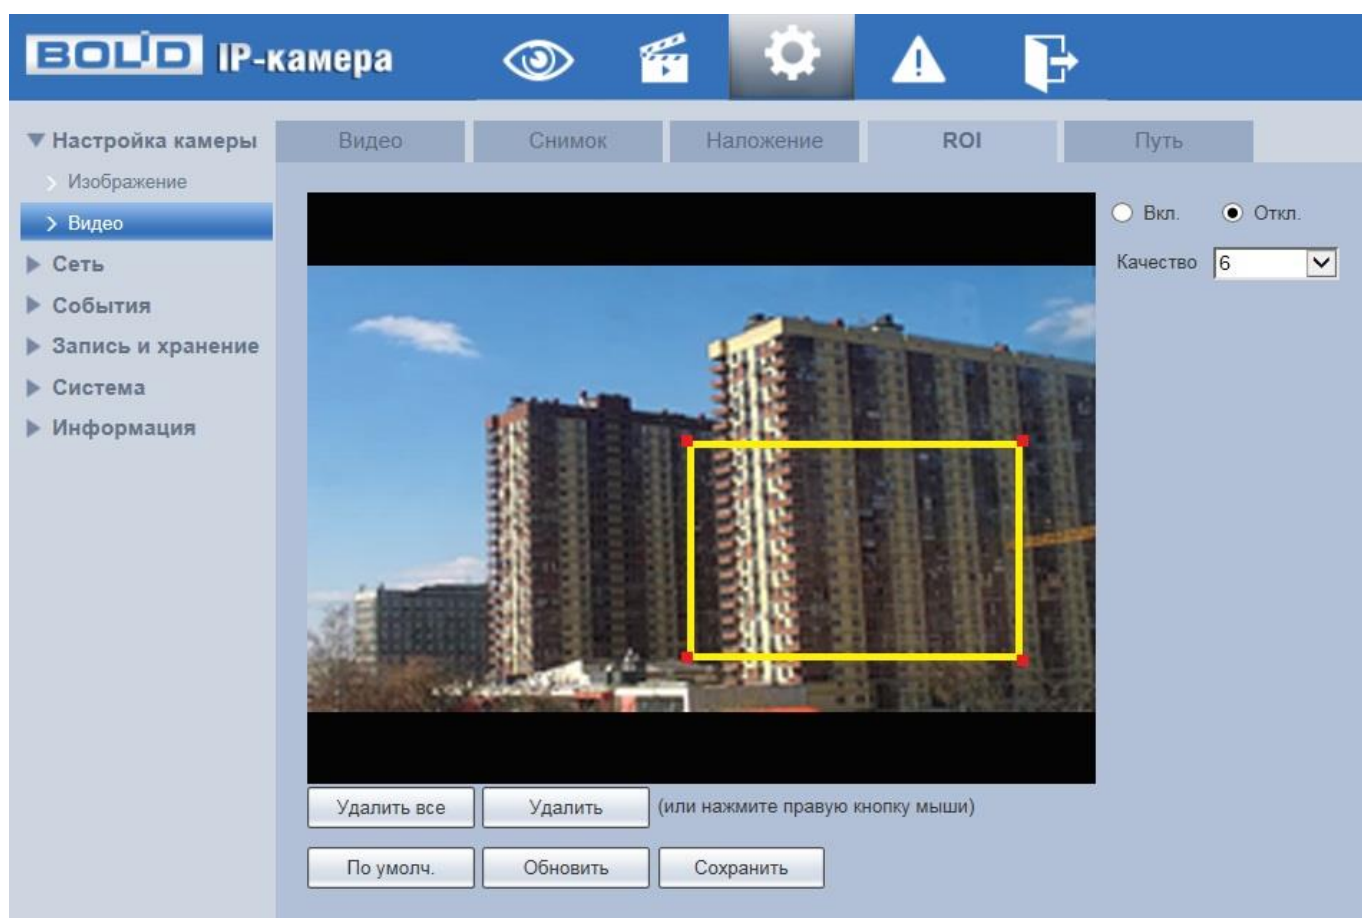 BOLID IP-камера
Настройка камеры
Изображение
Видео
Сеть
События
Запись и хранение
Система
Информация
Видео Снимок Наложение ROI Путь
Вкл. Откл.
Качество 6
Удалить все Удалить (или нажмите правую кнопку мыши)
По умолч. Обновить Сохранить